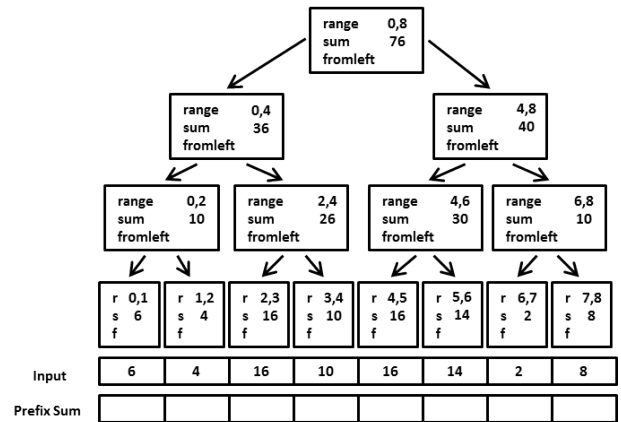 range 0,8
sum 76
fromleft
range 0,4
sum 36
fromleft
range 4,8
sum 40
fromleft
range 0,2
sum 10
fromleft
range 2,4
sum 26
fromleft
range 4,6
sum 30
fromleft
range 6,8
sum 10
fromleft
r 0,1
s 6
f
r 1,2
s 4
f
r 2,3
s 16
f
r 3,4
s 10
f
r 4,5
s 16
f
r 5,6
s 14
f
r 6,7
s 2
f
r 7,8
s 8
f
Input 6 4 16 10 16 14 2 8
Prefix Sum